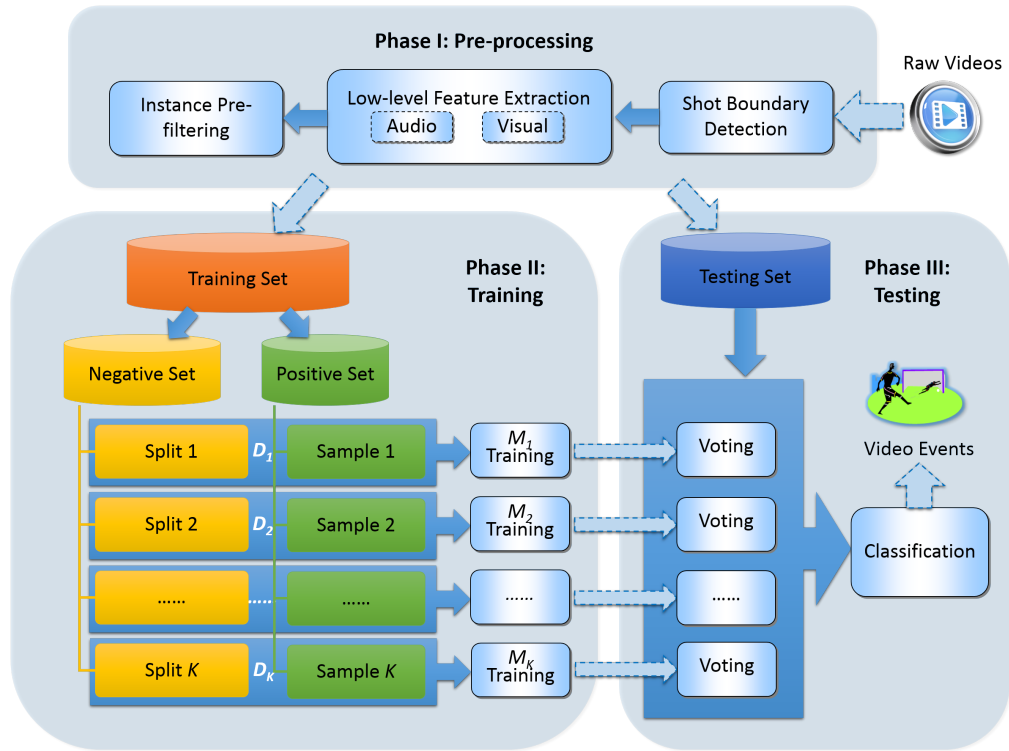 Phase I: Pre-processing
Raw Videos
Instance Pre-
filtering
Low-level Feature Extraction
Audio
Visual
Shot Boundary
Detection
Training Set
Phase II:
Training
Testing Set
Phase III:
Testing
Negative Set
Positive Set
Split 1
D1
Sample 1
M1
Training
Voting
Video Events
Split 2
D2
Sample 2
M2
Training
Voting
Classification
......
......
......
......
......
Split K
DK
Sample K
MK
Training
Voting